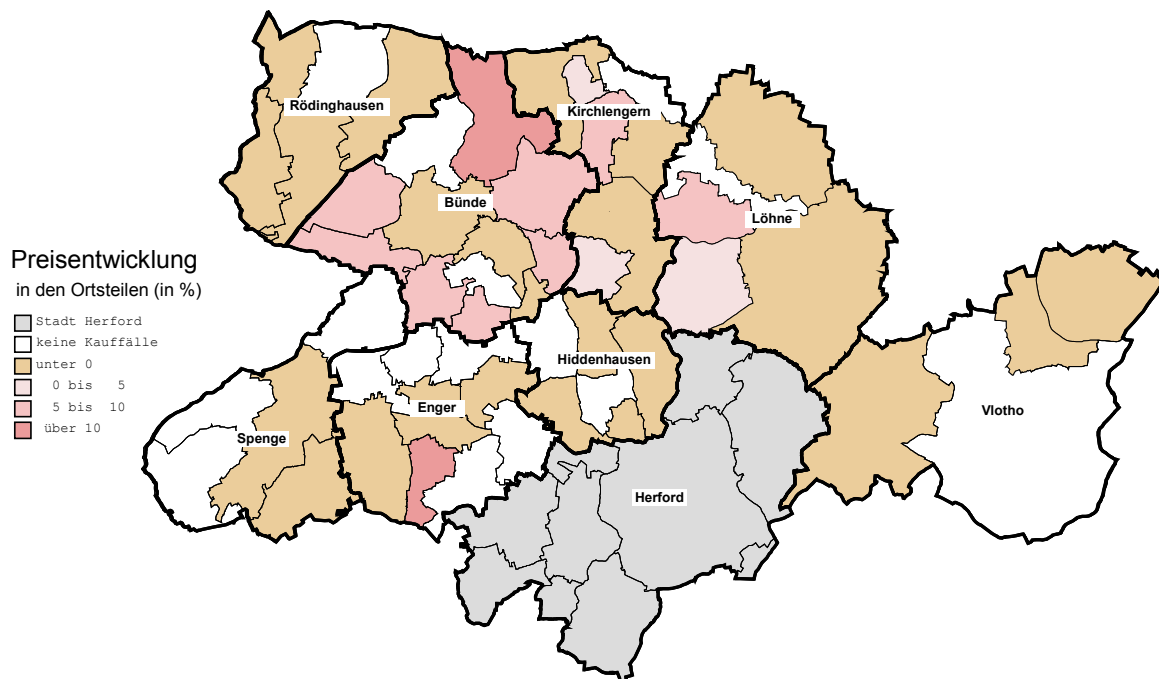 Rödinghausen
Kirchlengern
Bünde
Löhne
Preisentwicklung
in den Ortsteilen (in %)
Stadt Herford
keine Kauffälle
unter 0
0 bis 5
5 bis 10
über 10
Hiddenhausen
Enger
Vlotho
Spenge
Herford